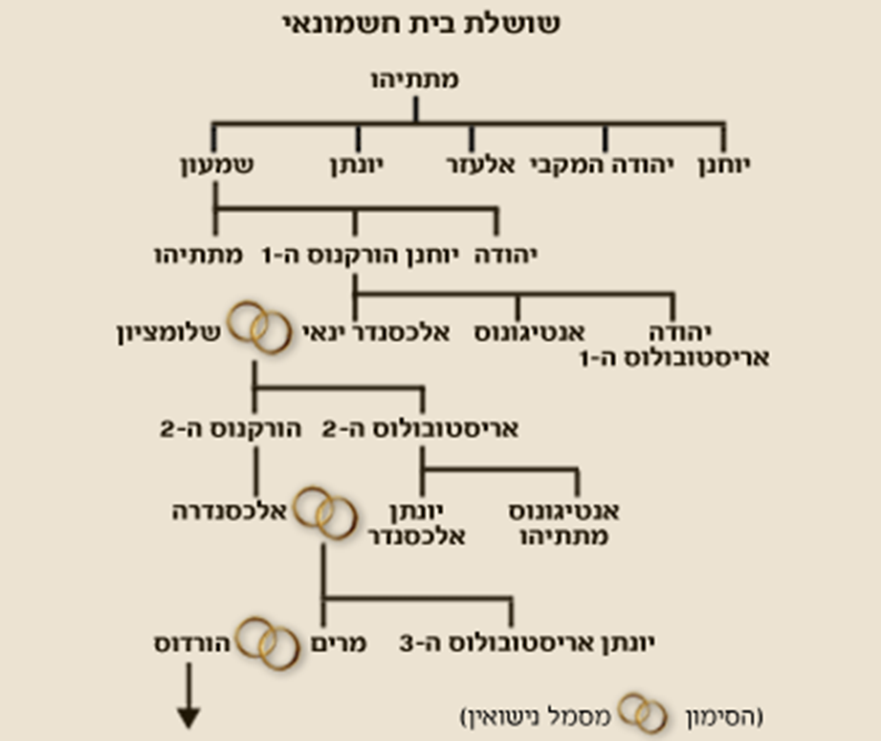 שושלת בית חשמונאי
מתתיהו
יוחנן יהודה המקבי אלעזר יונתן שמעון
יהודה יוחנן הורקנוס ה-1 מתתיהו
יהודה אנטיגונוס אלכסנדר ינאי שלומציון
אריסטובולוס ה-1
אריסטובולוס ה-2 הורקנוס ה-2
אנטיגונוס יונתן אלכסנדרה
מתתיהו אלכסנדר
יונתן אריסטובולוס ה-3 מרים הורדוס
(הסימון מסמל נישואין)